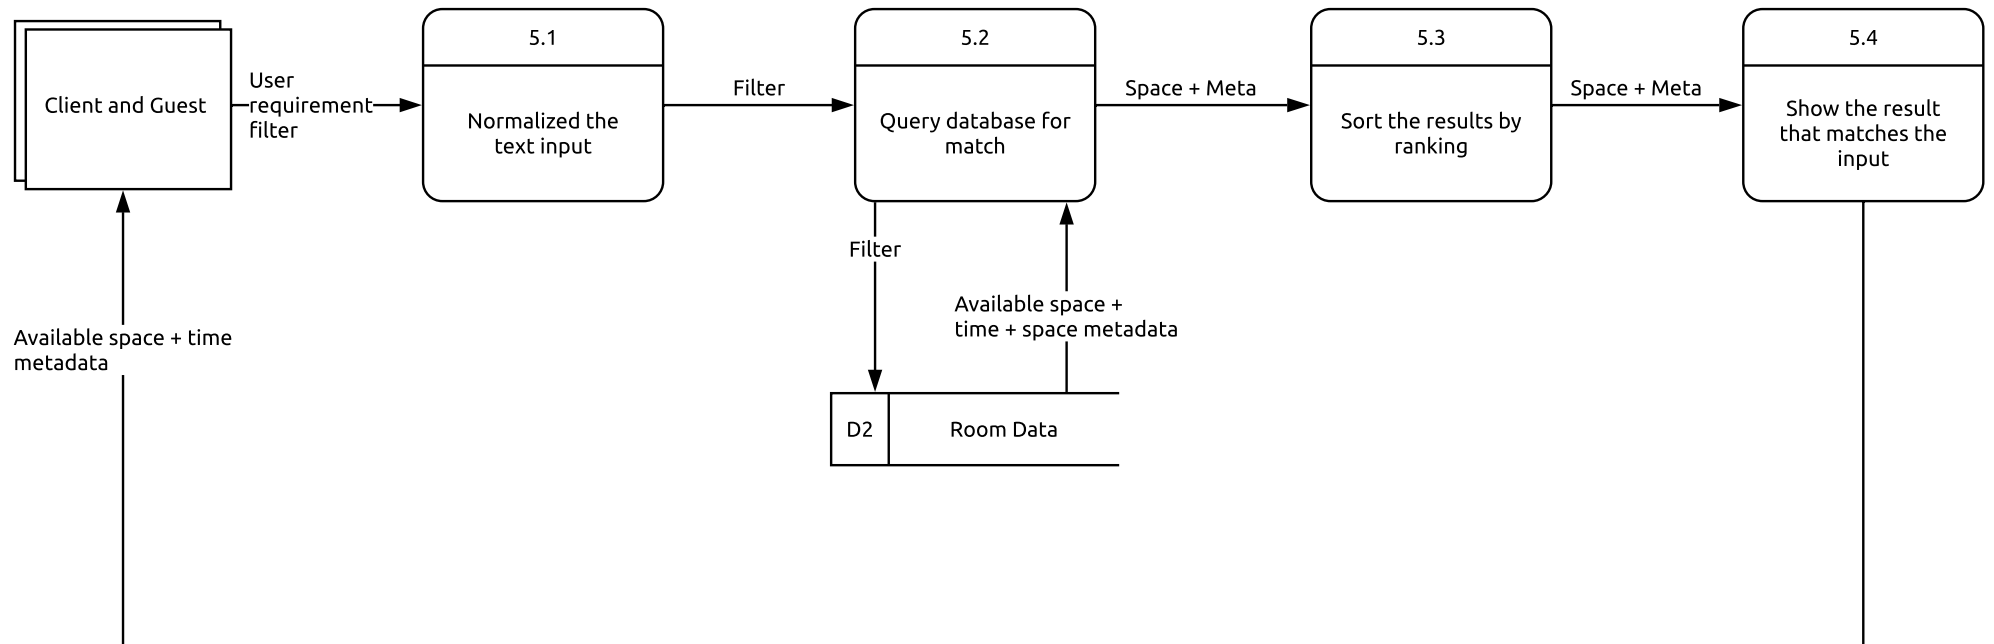 Client and Guest
User
requirement
filter
5.1
Normalized the
text input
Filter
5.2
Query database for
match
Space + Meta
5.3
Sort the results by
ranking
Space + Meta
5.4
Show the result
that matches the
input
Filter
Available space +
time + space metadata
Available space + time
metadata
D2
Room Data